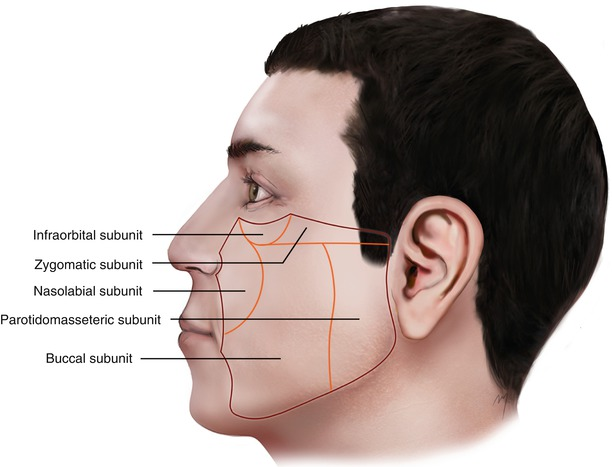 Infraorbital subunit
Zygomatic subunit
Nasolabial subunit
Parotidomasseteric subunit
Buccal subunit